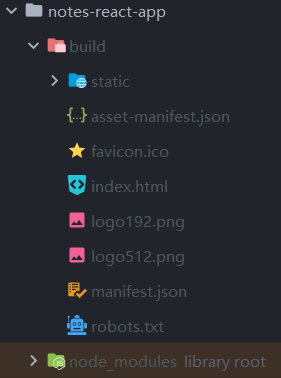 notes-react-app
build
static
asset-manifest.json
favicon.ico
index.html
logo192.png
logo512.png
manifest.json
robots.txt
node_modules library root